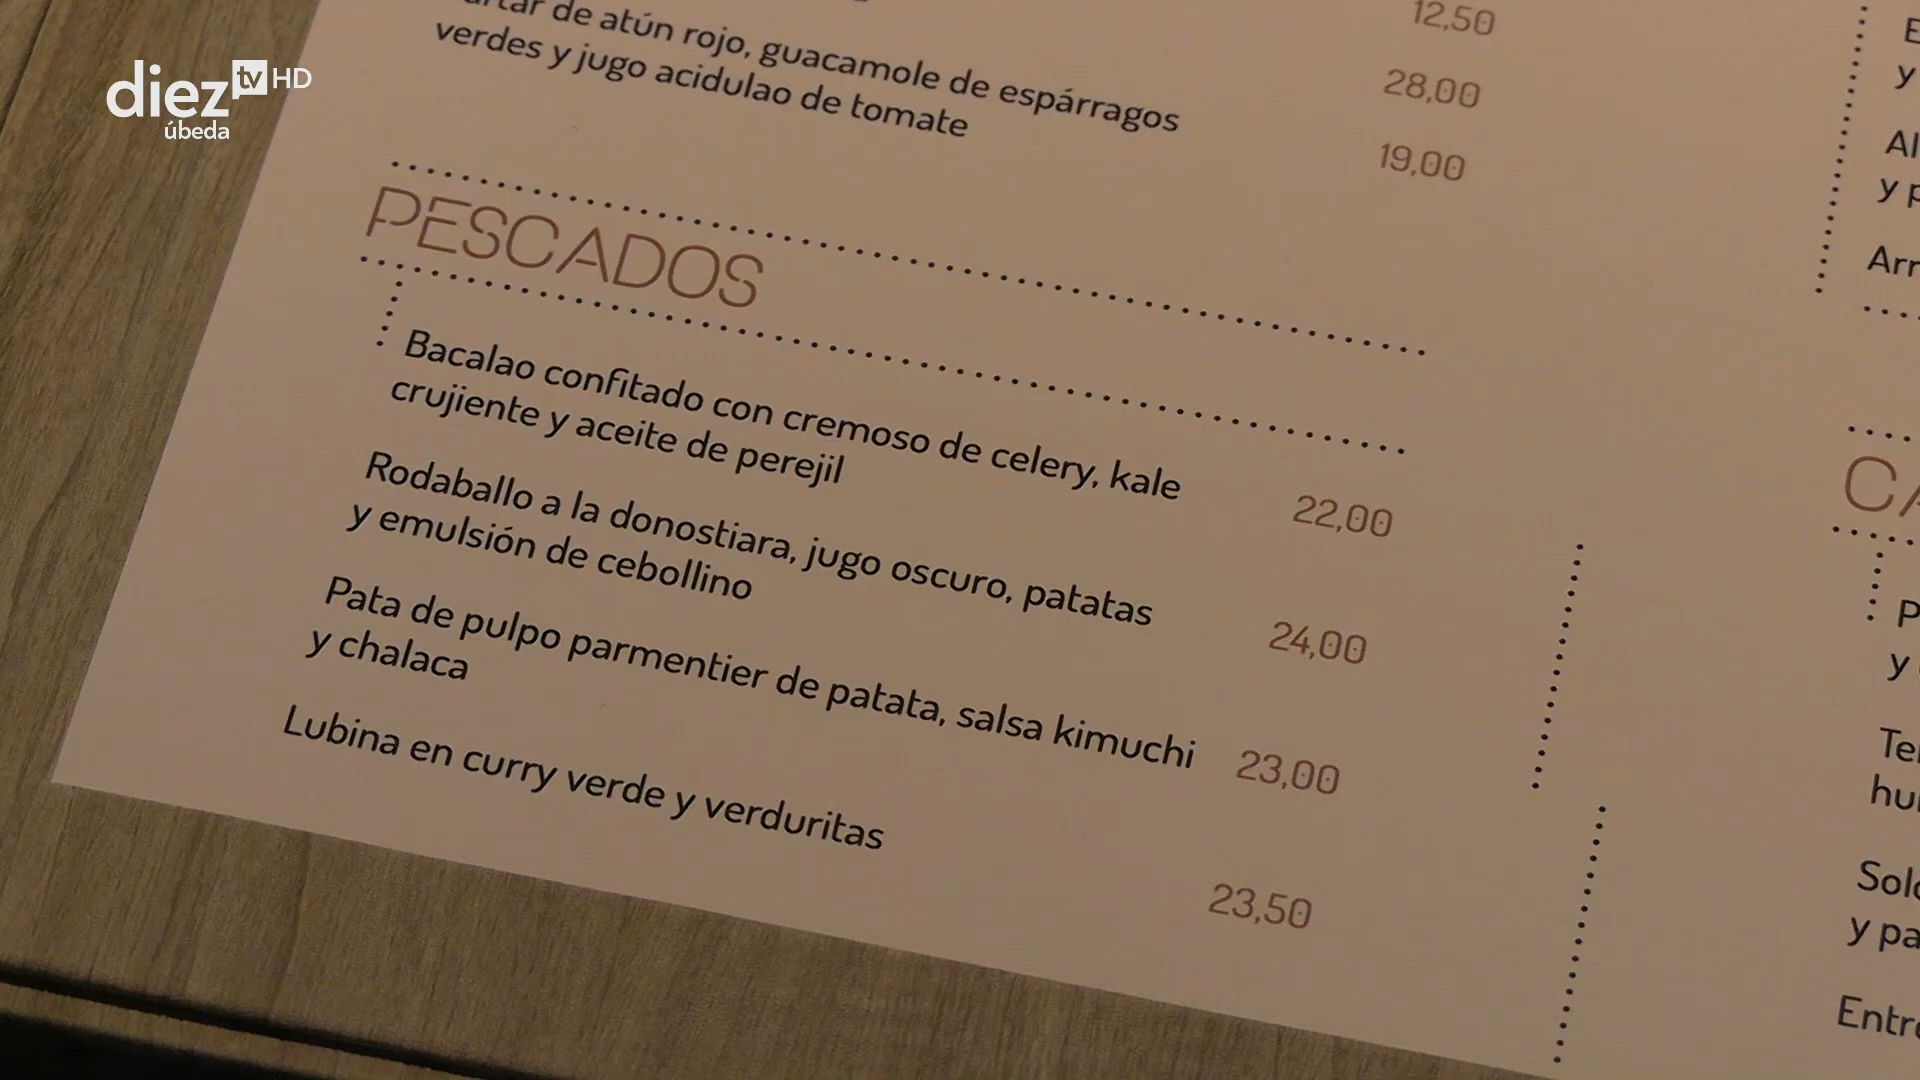 diez tv HD
úbeda
12,50
de atún rojo, guacamole de espárragos
28,00
verdes y jugo acidulao de tomate
19,00
PESCADOS
Bacalao confitado con cremoso de celery, kale
crujiente y aceite de perejil
22,00
Rodaballo a la donostiara, jugo oscuro, patatas
y emulsión de cebollino
24,00
Pata de pulpo parmentier de patata, salsa kimuchi
y chalaca
23,00
Lubina en curry verde y verduritas
23,50
y
y
y
y